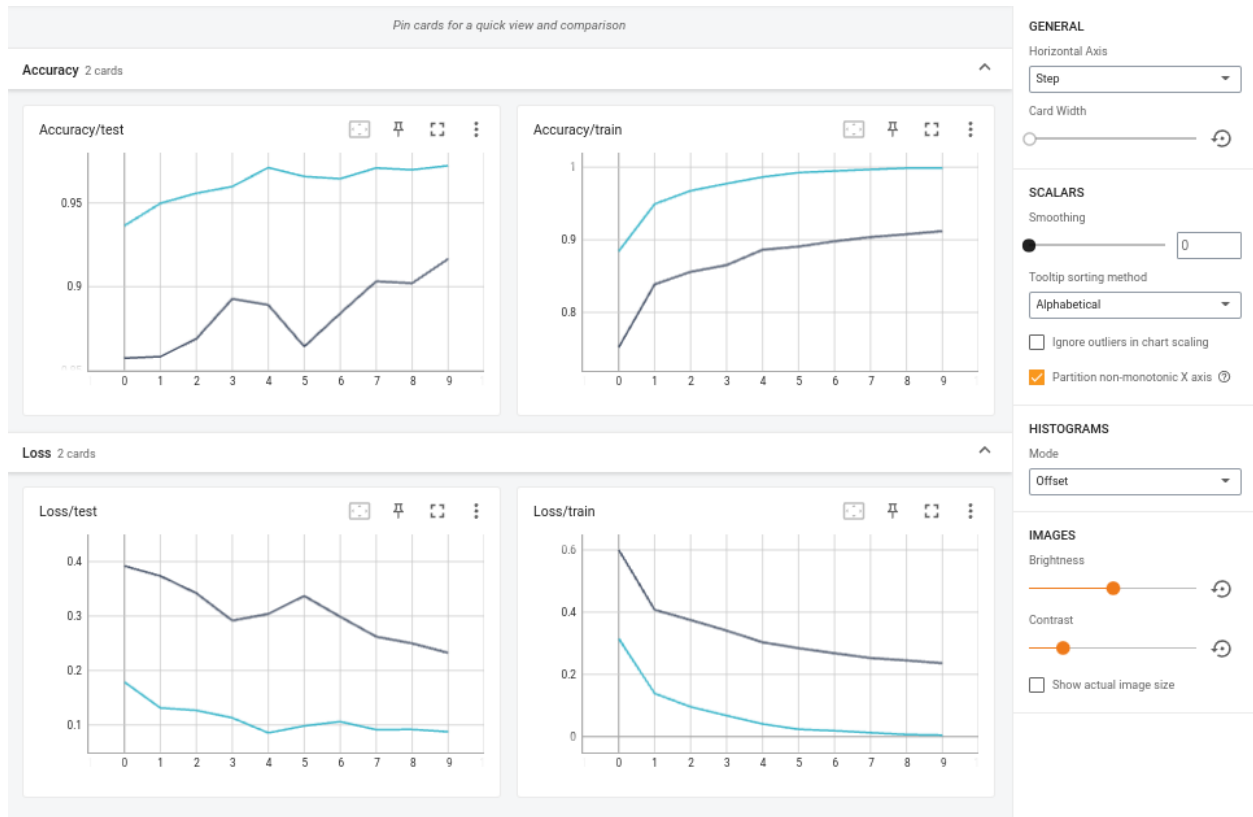 Pin cards for a quick view and comparison
Accuracy 2 cards
Accuracy/test
0.95
0.9
0 1 2 3 4 5 6 7 8 9
Accuracy/train
1
0.9
0.8
0 1 2 3 4 5 6 7 8 9
Loss 2 cards
Loss/test
0.4
0.3
0.2
0.1
0 1 2 3 4 5 6 7 8 9
Loss/train
0.6
0.4
0.2
0
0 1 2 3 4 5 6 7 8 9
GENERAL
Horizontal Axis
Step
Card Width
SCALARS
Smoothing
0
Tooltip sorting method
Alphabetical
Ignore outliers in chart scaling
Partition non-monotonic X axis
HISTOGRAMS
Mode
Offset
IMAGES
Brightness
Contrast
Show actual image size